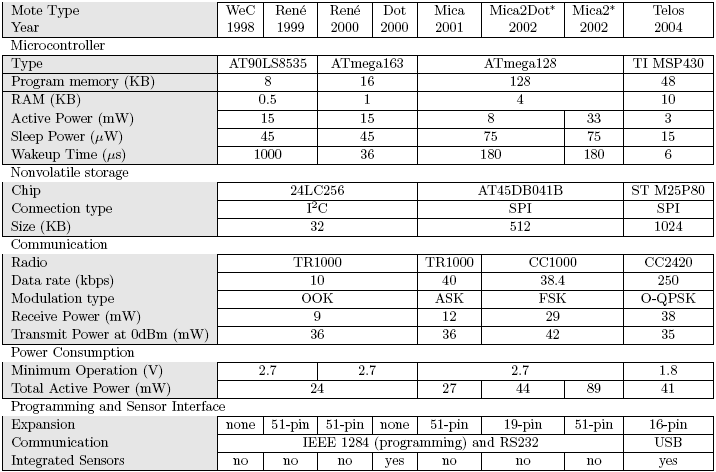 Mote Type WeC René René Dot Mica Mica2Dot* Mica2* Telos
Year 1998 1999 2000 2000 2001 2002 2002 2004
Microcontroller
Type AT90LS8535 ATmega163 ATmega128 TI MSP430
Program memory (KB) 8 16 128 48
RAM (KB) 0.5 1 4 10
Active Power (mW) 15 15 8 33 3
Sleep Power (μW) 45 45 75 75 15
Wakeup Time (μs) 1000 36 180 180 6
Nonvolatile storage
Chip 24LC256 AT45DB041B ST M25P80
Connection type I²C SPI SPI
Size (KB) 32 512 1024
Communication
Radio TR1000 TR1000 CC1000 CC2420
Data rate (kbps) 10 40 38.4 250
Modulation type OOK ASK FSK O-QPSK
Receive Power (mW) 9 12 29 38
Transmit Power at 0dBm (mW) 36 36 42 35
Power Consumption
Minimum Operation (V) 2.7 2.7 2.7 1.8
Total Active Power (mW) 24 27 44 89 41
Programming and Sensor Interface
Expansion none 51-pin 51-pin none 51-pin 19-pin 51-pin 16-pin
Communication IEEE 1284 (programming) and RS232 USB
Integrated Sensors no no no yes no no no yes